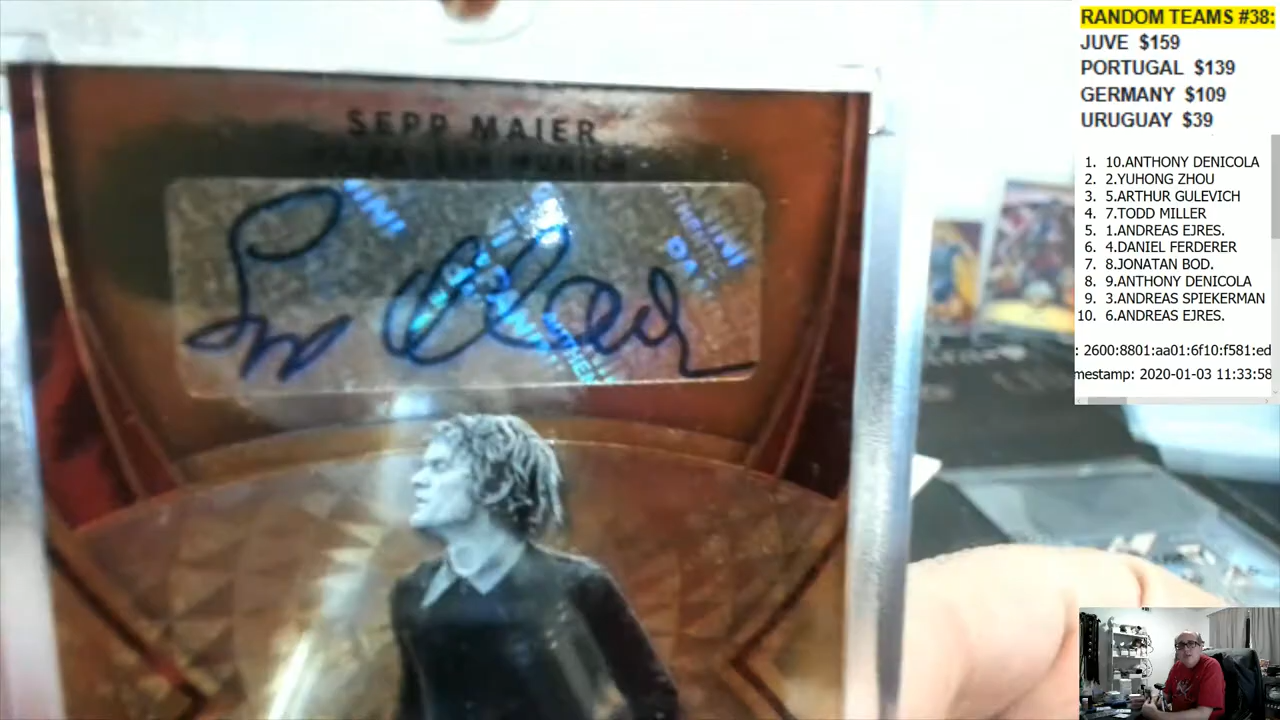 SEPP MAIER
RANDOM TEAMS #38:
JUVE $159
PORTUGAL $139
GERMANY $109
URUGUAY $39
1. 10.ANTHONY DENICOLA
2. 2.YUHONG ZHOU
3. 5.ARTHUR GULEVICH
4. 7.TODD MILLER
5. 1.ANDREAS EJRES.
6. 4.DANIEL FERDERER
7. 8.JONATAN BOD.
8. 9.ANTHONY DENICOLA
9. 3.ANDREAS SPIEKERMAN
10. 6.ANDREAS EJRES.
: 2600:8801:aa01:6f10:f581:ed
mestamp: 2020-01-03 11:33:58